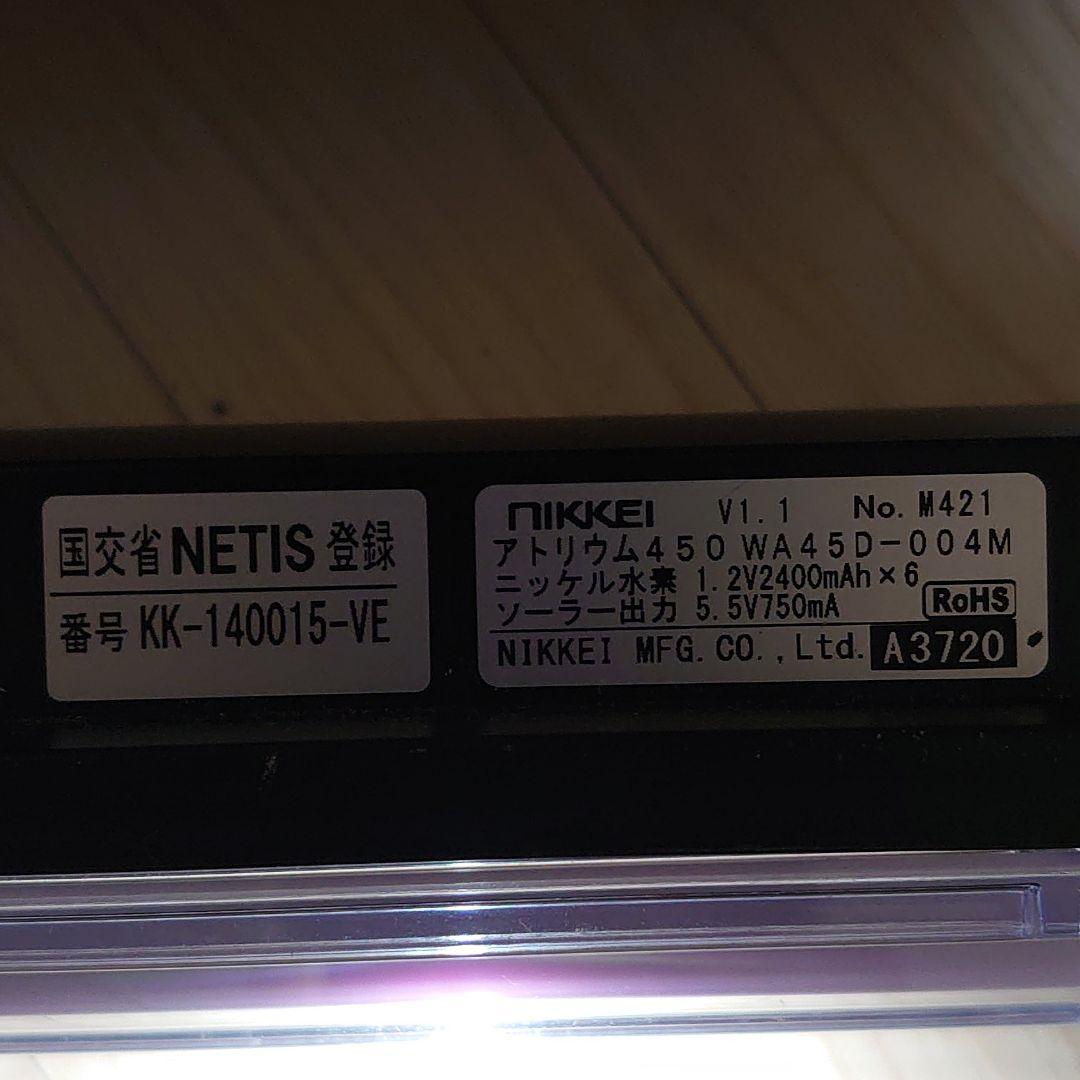 国交省NETIS登録
番号 KK-140015-VE
NIKKEI V1.1 No. M421
アトリウム450 WA45D-004M
ニッケル水素 1.2V2400mAh×6
ソーラー出力 5.5V750mA RoHS
NIKKEI MFG.CO.,Ltd. A3720